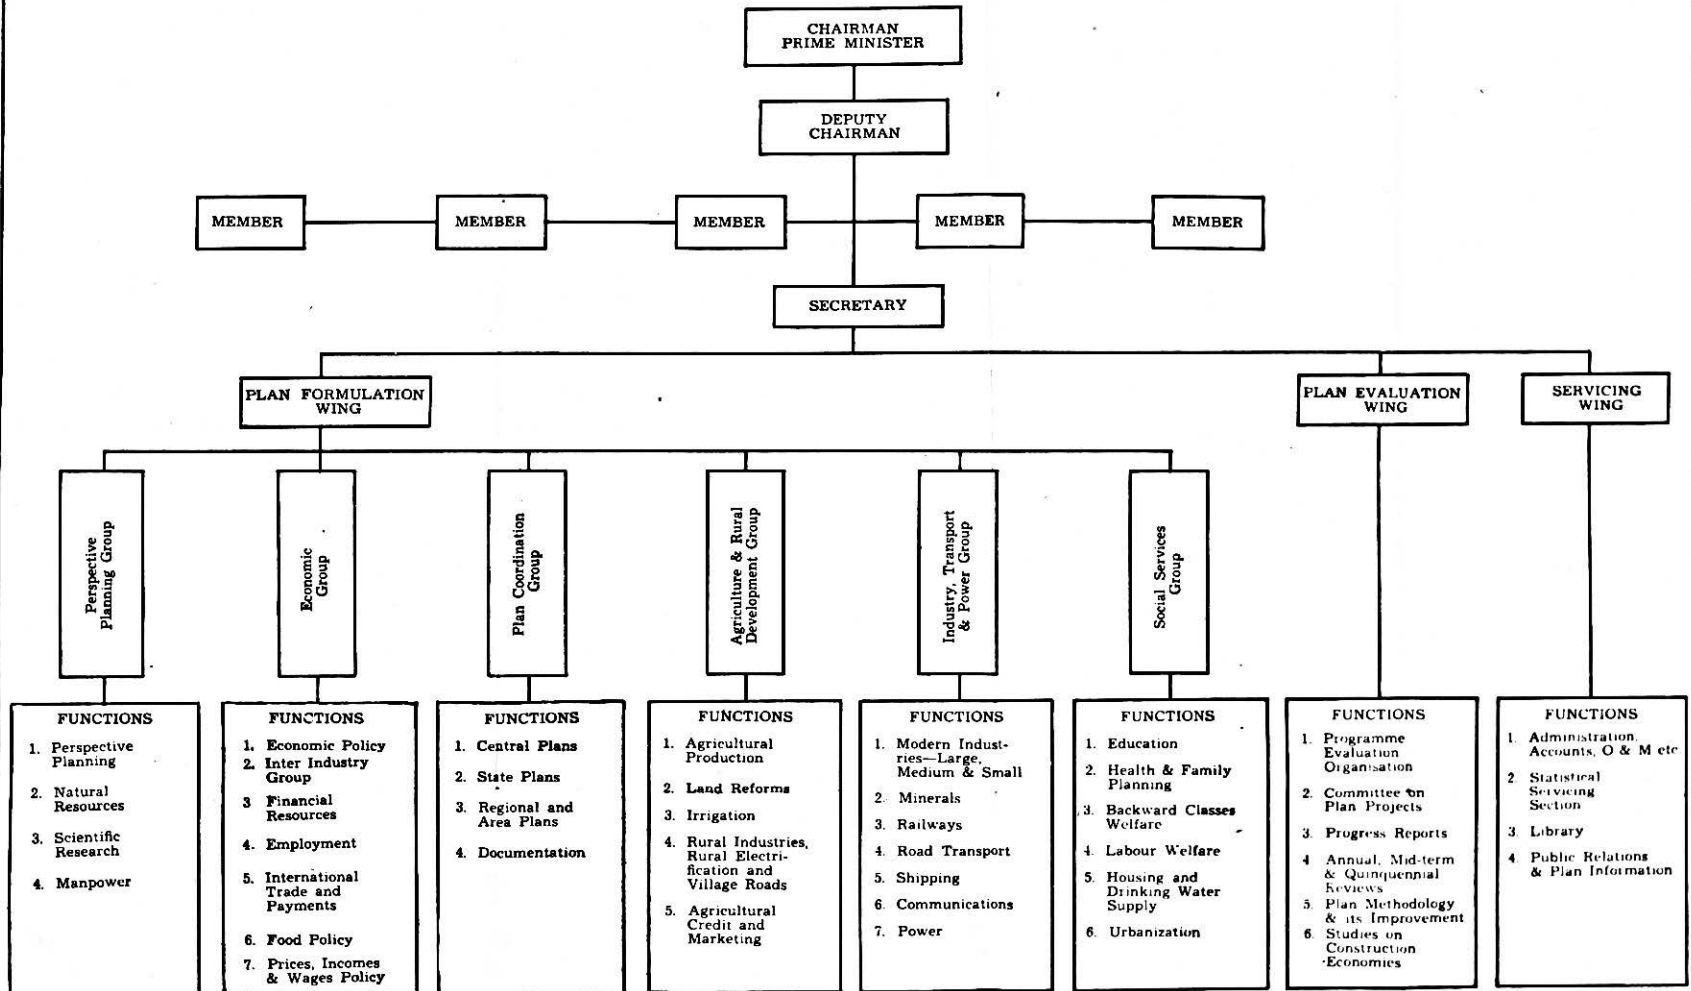 CHAIRMAN
PRIME MINISTER
DEPUTY
CHAIRMAN
MEMBER
MEMBER
MEMBER
MEMBER
MEMBER
SECRETARY
PLAN FORMULATION
WING
PLAN EVALUATION
WING
SERVICING
WING
Perspective
Planning Group
Economic
Group
Plan Coordination
Group
Agriculture & Rural
Development Group
Industry, Transport
& Power Group
Social Services
Group
FUNCTIONS
1. Perspective
Planning
2. Natural
Resources
3. Scientific
Research
4. Manpower
FUNCTIONS
1. Economic Policy
2. Inter Industry
Group
3 Financial
Resources
4. Employment
5. International
Trade and
Payments
6. Food Policy
7. Prices, Incomes
& Wages Policy
FUNCTIONS
1. Central Plans
2. State Plans
3. Regional and
Area Plans
4. Documentation
FUNCTIONS
1. Agricultural
Production
2. Land Reforms
3. Irrigation
4. Rural Industries,
Rural Electri-
fication and
Village Roads
5. Agricultural
Credit and
Marketing
FUNCTIONS
1. Modern Indust-
ries—Large,
Medium & Small
2. Minerals
3. Railways
4. Road Transport
5. Shipping
6. Communications
7. Power
FUNCTIONS
1. Education
2. Health & Family
Planning
3. Backward Classes
Welfare
4. Labour Welfare
5. Housing and
Drinking Water
Supply
6. Urbanization
FUNCTIONS
1. Programme
Evaluation
Organisation
2. Committee on
Plan Projects
3. Progress Reports
4 Annual, Mid-term
& Quinquennial
Reviews
5. Plan Methodology
& its Improvement
6. Studies on
Construction
Economies
FUNCTIONS
1. Administration,
Accounts, O & M etc
2 Statistical
Servicing
Section
3. Library
4 Public Relations
& Plan Information